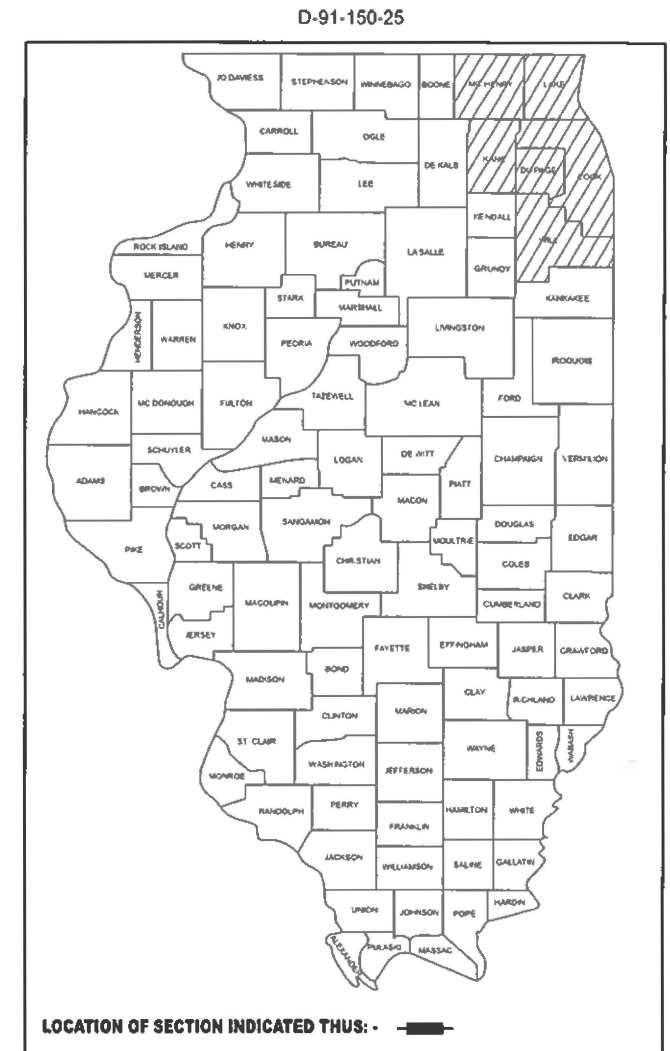 D-91-150-25
JO DAVIESS STEPHENSON WINNEBAGO BOONE MC HENRY LAKE
CARROLL OGLE DE KALB KANE DU PAGE COOK
WHITESIDE LEE
KENDALL WILL
ROCK ISLAND HENRY BUREAU LA SALLE GRUNDY
MERCER PUTNAM KANKAKEE
STARK MARSHALL
HENDERSON WARREN KNOX PEORIA WOODFORD LIVINGSTON IROQUOIS
HANCOCK MC DONOUGH FULTON TAZEWELL MC LEAN FORD
SCHUYLER MASON LOGAN DE WITT CHAMPAIGN VERMILION
ADAMS BROWN CASS MENARD MACON PIATT
PIKE SCOTT MORGAN SANGAMON CHRISTIAN MOULTRIE DOUGLAS EDGAR
COLES
CALHOUN GREENE MACOUPIN MONTGOMERY SHELBY CUMBERLAND CLARK
JERSEY FAYETTE EFFINGHAM JASPER CRAWFORD
MADISON BOND CLAY RICHLAND LAWRENCE
CLINTON MARION
ST. CLAIR WASHINGTON JEFFERSON WAYNE EDWARDS WABASH
MONROE
RANDOLPH PERRY HAMILTON WHITE
FRANKLIN
JACKSON WILLIAMSON SALINE GALLATIN
UNION JOHNSON POPE HARDIN
ALEXANDER PULASKI MASSAC
LOCATION OF SECTION INDICATED THUS: -